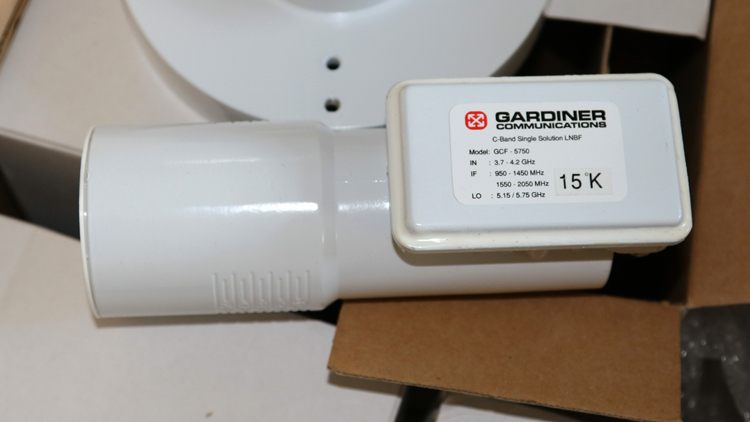 GARDINER
COMMUNICATIONS
C-Band Single Solution LNBF
Model: GCF - 5750
IN : 3.7 - 4.2 GHz
IF : 950 - 1450 MHz
1550 - 2050 MHz
15°K
LO : 5.15 / 5.75 GHz